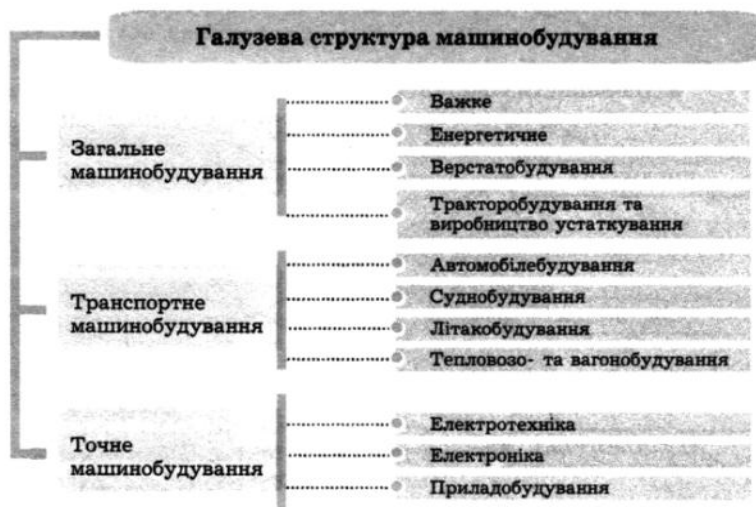 Галузева структура машинобудування
Загальне
машинобудування
Важке
Енергетичне
Верстатобудування
Тракторобудування та
виробництво устаткування
Транспортне
машинобудування
Автомобілебудування
Суднобудування
Літакобудування
Тепловозо- та вагонобудування
Точне
машинобудування
Електротехніка
Електроніка
Приладобудування